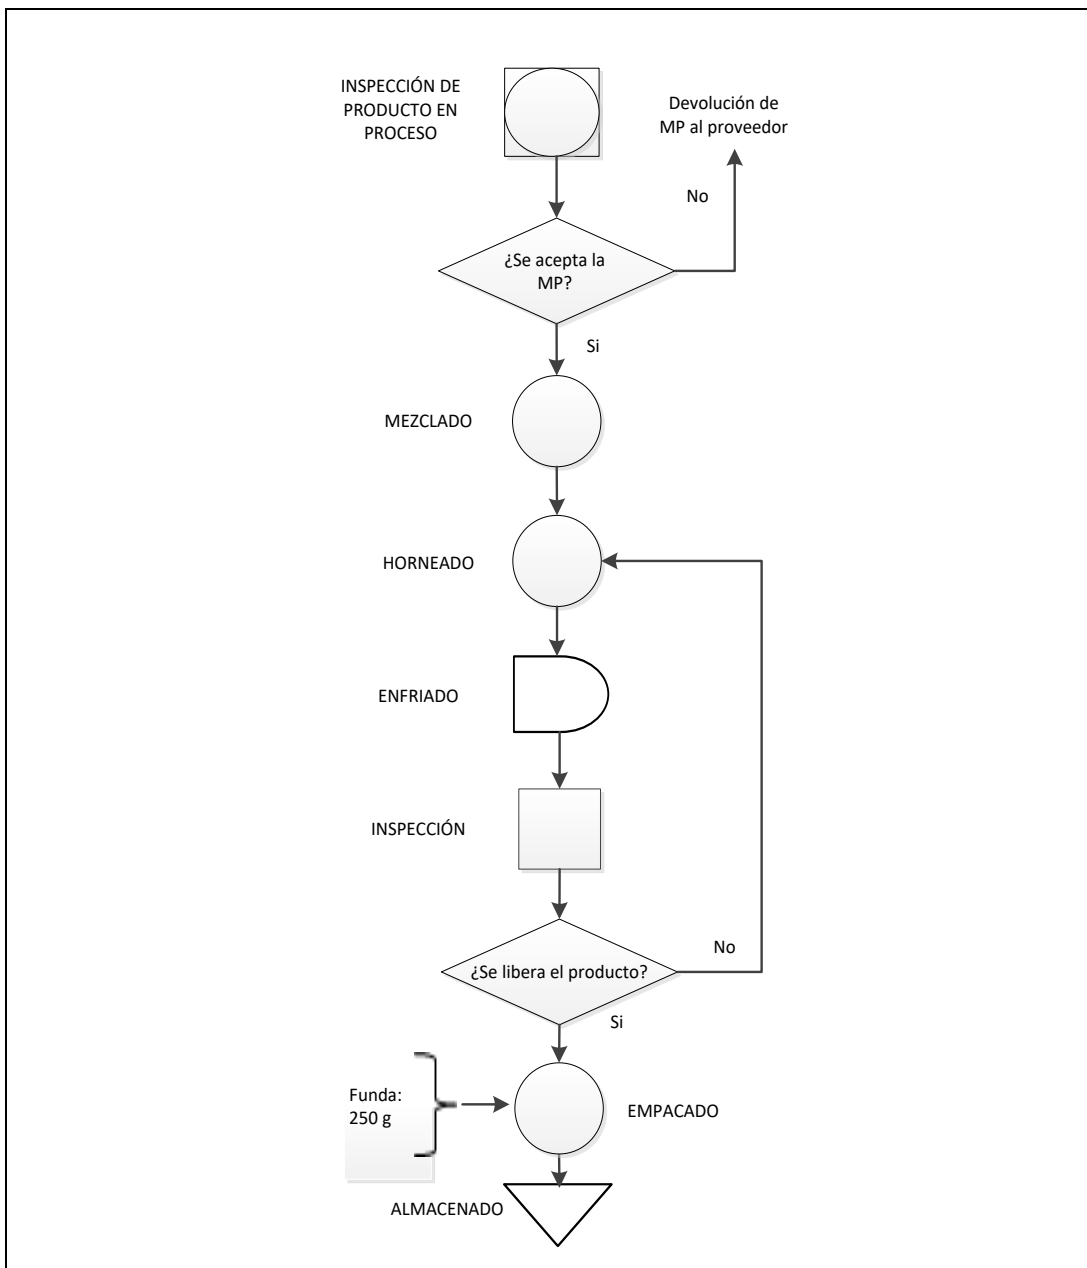 INSPECCIÓN DE
PRODUCTO EN
PROCESO
Devolución de
MP al proveedor
No
¿Se acepta la
MP?
Si
MEZCLADO
HORNEADO
ENFRIADO
INSPECCIÓN
No
¿Se libera el producto?
Si
Funda:
250 g
EMPACADO
ALMACENADO